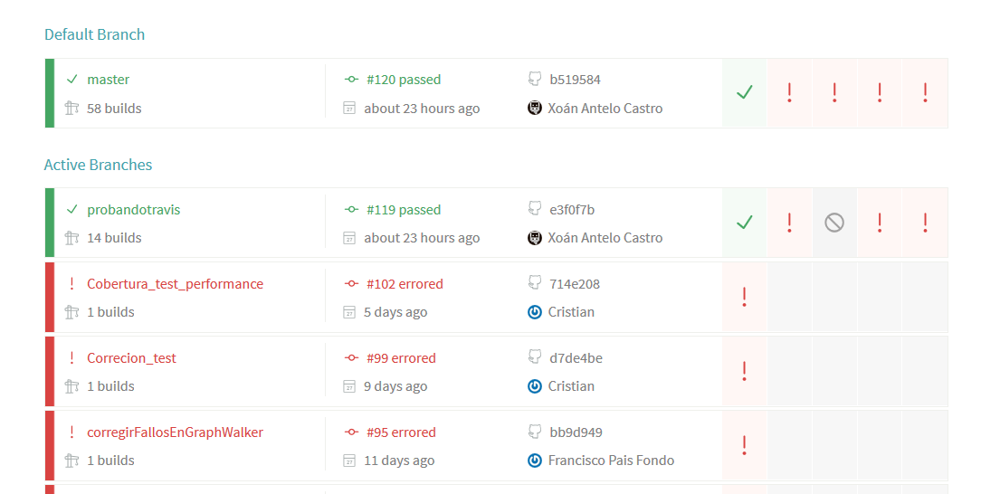 Default Branch
master #120 passed b519584
58 builds about 23 hours ago Xoán Antelo Castro
Active Branches
probandotravis #119 passed e3f0f7b
14 builds about 23 hours ago Xoán Antelo Castro
Cobertura_test_performance #102 errored 714e208
1 builds 5 days ago Cristian
Correcion_test #99 errored d7de4be
1 builds 9 days ago Cristian
corregirFallosEnGraphWalker #95 errored bb9d949
1 builds 11 days ago Francisco Pais Fondo